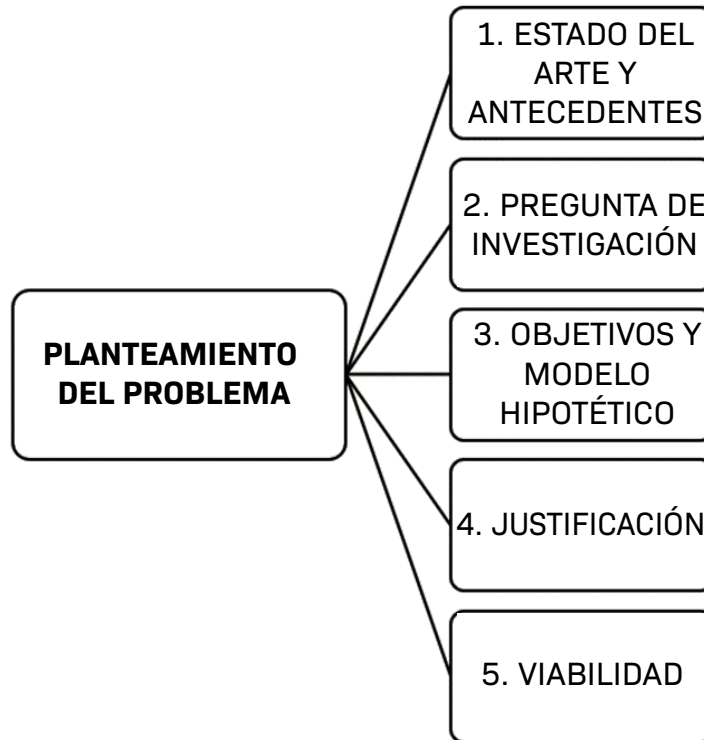 1. ESTADO DEL
ARTE Y
ANTECEDENTES
2. PREGUNTA DE
INVESTIGACIÓN
PLANTEAMIENTO
DEL PROBLEMA
3. OBJETIVOS Y
MODELO
HIPOTÉTICO
4. JUSTIFICACIÓN
5. VIABILIDAD